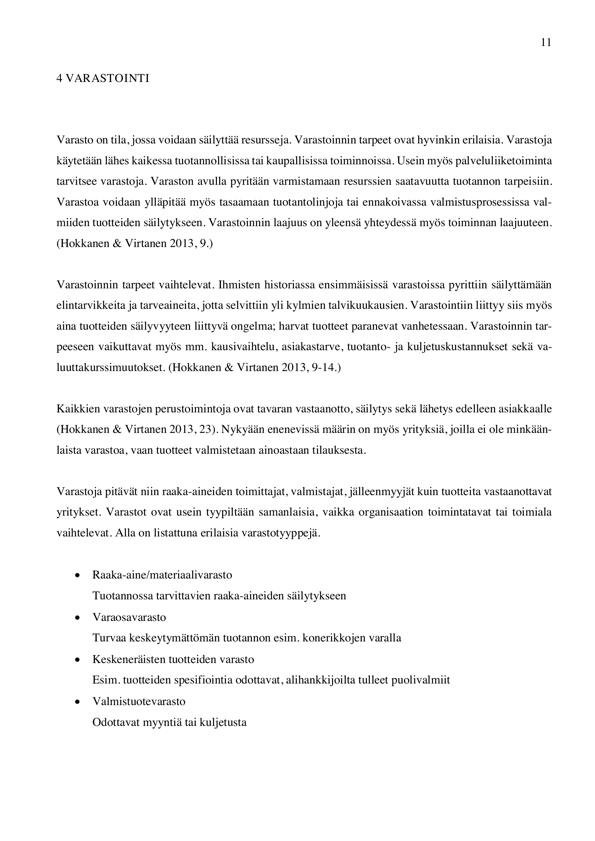 11
4 VARASTOINTI
Varasto on tila, jossa voidaan säilyttää resursseja. Varastoinnin tarpeet ovat hyvinkin erilaisia. Varastoja
käytetään lähes kaikessa tuotannollisissa tai kaupallisissa toiminnoissa. Usein myös palveluliiketoiminta
tarvitsee varastoja. Varaston avulla pyritään varmistamaan resurssien saatavuutta tuotannon tarpeisiin.
Varastoa voidaan ylläpitää myös tasaamaan tuotantolinjoja tai ennakoivassa valmistusprosessissa val-
miiden tuotteiden säilytykseen. Varastoinnin laajuus on yleensä yhteydessä myös toiminnan laajuuteen.
(Hokkanen & Virtanen 2013, 9.)
Varastoinnin tarpeet vaihtelevat. Ihmisten historiassa ensimmäisissä varastoissa pyrittiin säilyttämään
elintarvikkeita ja tarveaineita, jotta selvittiin yli kylmien talvikuukausien. Varastointiin liittyy siis myös
aina tuotteiden säilyvyyteen liittyvä ongelma; harvat tuotteet paranevat vanhetessaan. Varastoinnin tar-
peeseen vaikuttavat myös mm. kausivaihtelu, asiakastarve, tuotanto- ja kuljetuskustannukset sekä va-
luuttakurssimuutokset. (Hokkanen & Virtanen 2013, 9-14.)
Kaikkien varastojen perustoimintoja ovat tavaran vastaanotto, säilytys sekä lähetys edelleen asiakkaalle
(Hokkanen & Virtanen 2013, 23). Nykyään enenevissä määrin on myös yrityksiä, joilla ei ole minkään-
laista varastoa, vaan tuotteet valmistetaan ainoastaan tilauksesta.
Varastoja pitävät niin raaka-aineiden toimittajat, valmistajat, jälleenmyyjät kuin tuotteita vastaanottavat
yritykset. Varastot ovat usein tyypiltään samanlaisia, vaikka organisaation toimintatavat tai toimiala
vaihtelevat. Alla on listattuna erilaisia varastotyyppejä.
• Raaka-aine/materiaalivarasto
Tuotannossa tarvittavien raaka-aineiden säilytykseen
• Varaosavarasto
Turvaa keskeytymättömän tuotannon esim. konerikkojen varalla
• Keskeneräisten tuotteiden varasto
Esim. tuotteiden spesifiointia odottavat, alihankkijoilta tulleet puolivalmiit
• Valmistuotevarasto
Odottavat myyntiä tai kuljetusta